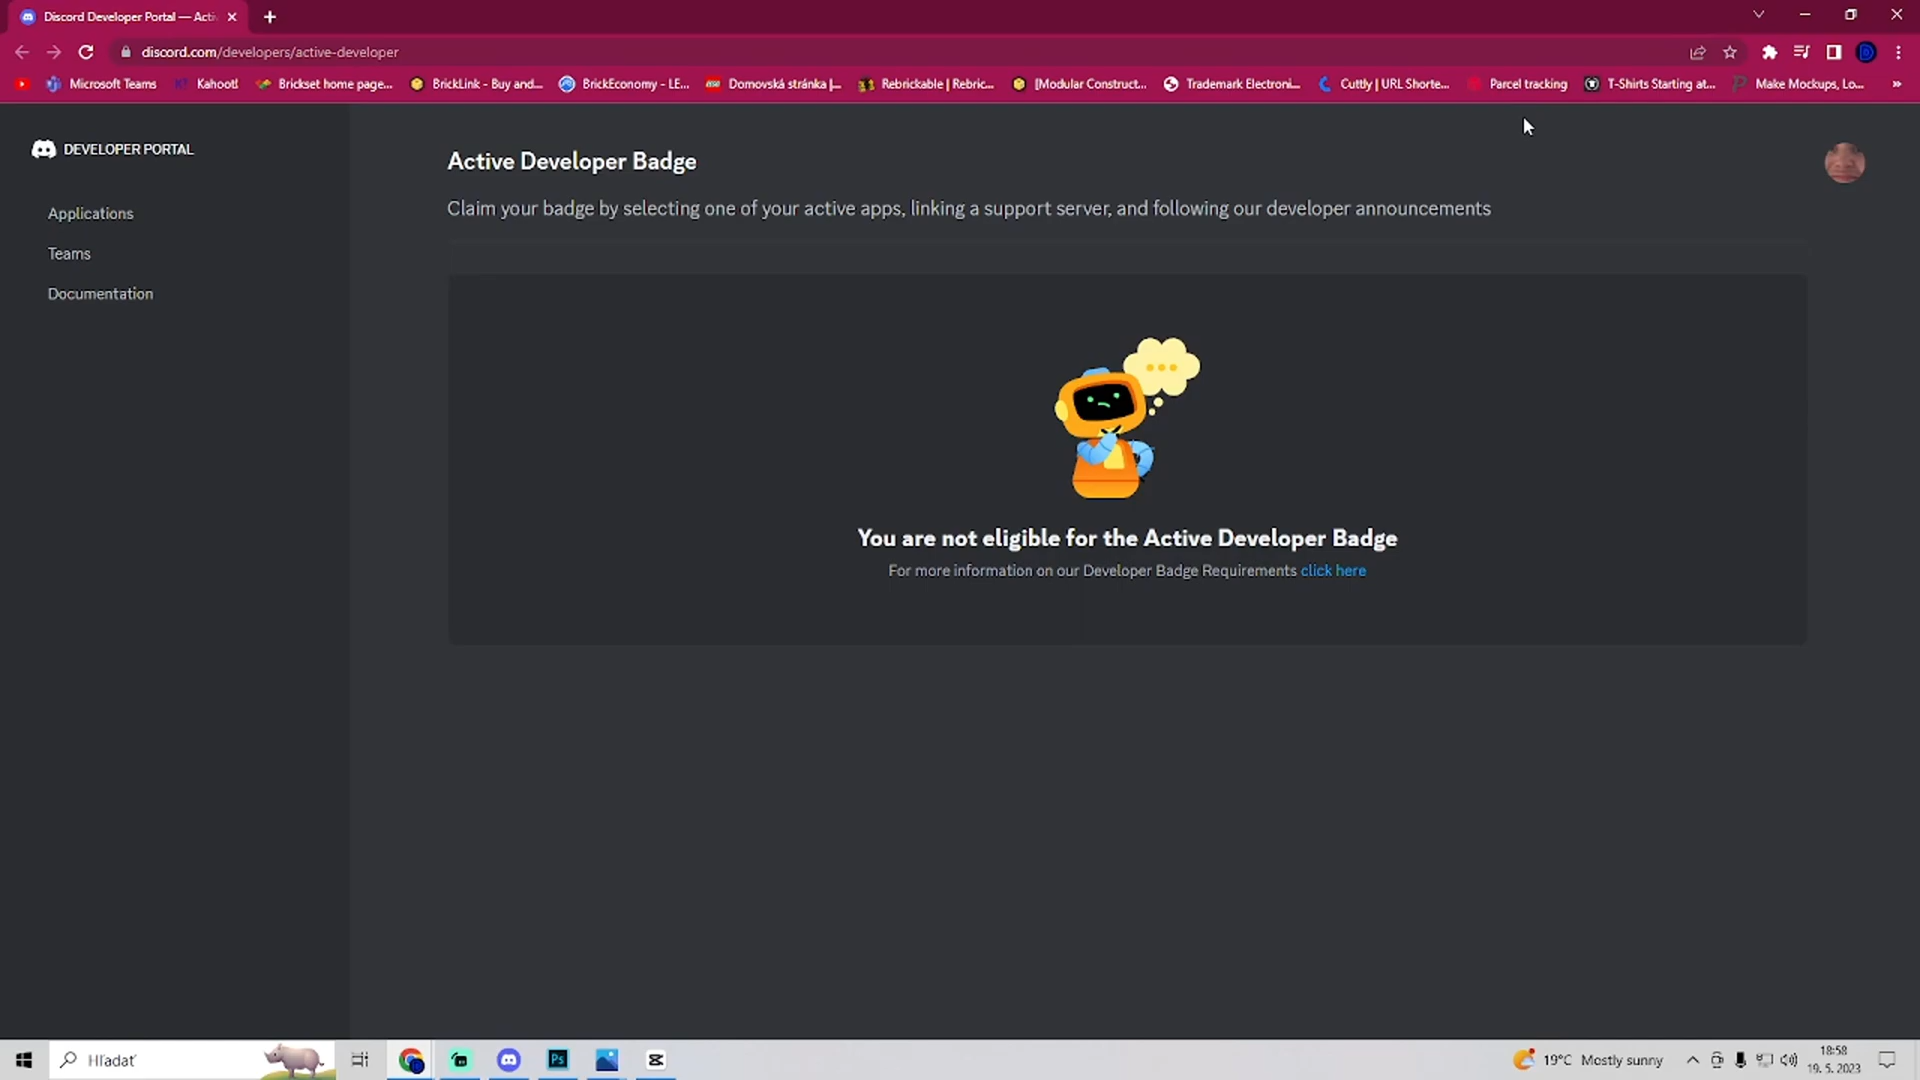 Discord Developer Portal — Acti
discord.com/developers/active-developer
Microsoft Teams
Kahoot!
Brickset home page...
BrickLink - Buy and...
BrickEconomy - LE...
Domovská stránka |...
Rebrickable | Rebric...
[Modular Construct...
Trademark Electroni...
Cuttly | URL Shorte...
Parcel tracking
T-Shirts Starting at...
Make Mockups, Lo...
»
DEVELOPER PORTAL
Applications
Teams
Documentation
Active Developer Badge
Claim your badge by selecting one of your active apps, linking a support server, and following our developer announcements
You are not eligible for the Active Developer Badge
For more information on our Developer Badge Requirements click here
Hľadať
Ps
19°C Mostly sunny
18:58
19. 5. 2023